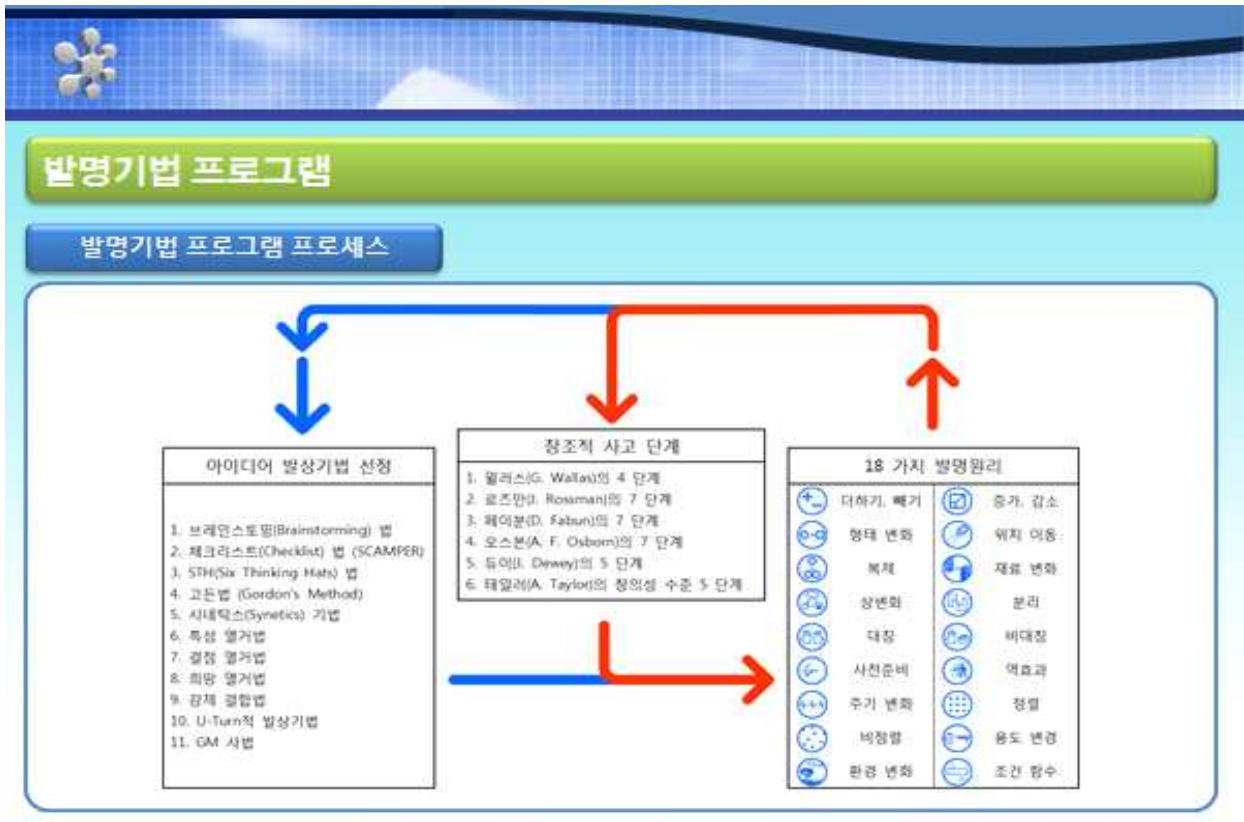 발명기법 프로그램
발명기법 프로그램 프로세스
아이디어 발상기법 선정
1. 브레인스토밍(Brainstorming) 법
2. 체크리스트(Checklist) 법 (SCAMPER)
3. STH(Six Thinking Hats) 법
4. 고든법 (Gordon's Method)
5. 시네틱스(Synetics) 기법
6. 특성 열거법
7. 결점 열거법
8. 희망 열거법
9. 강제 결합법
10. U-Turn적 발상기법
11. GM 사법
창조적 사고 단계
1. 월러스(G. Wallas)의 4 단계
2. 로즈만(J. Rossman)의 7 단계
3. 페이분(D. Fabun)의 7 단계
4. 오스본(A. F. Osborn)의 7 단계
5. 듀이(J. Dewey)의 5 단계
6. 테일러(A. Taylor)의 창의성 수준 5 단계
18 가지 발명원리
더하기, 빼기 증가, 감소
형태 변화 위치 이동
복제 재료 변화
상변화 분리
대칭 비대칭
사전준비 역효과
주기 변화 정렬
비정렬 용도 변경
환경 변화 조건 함수